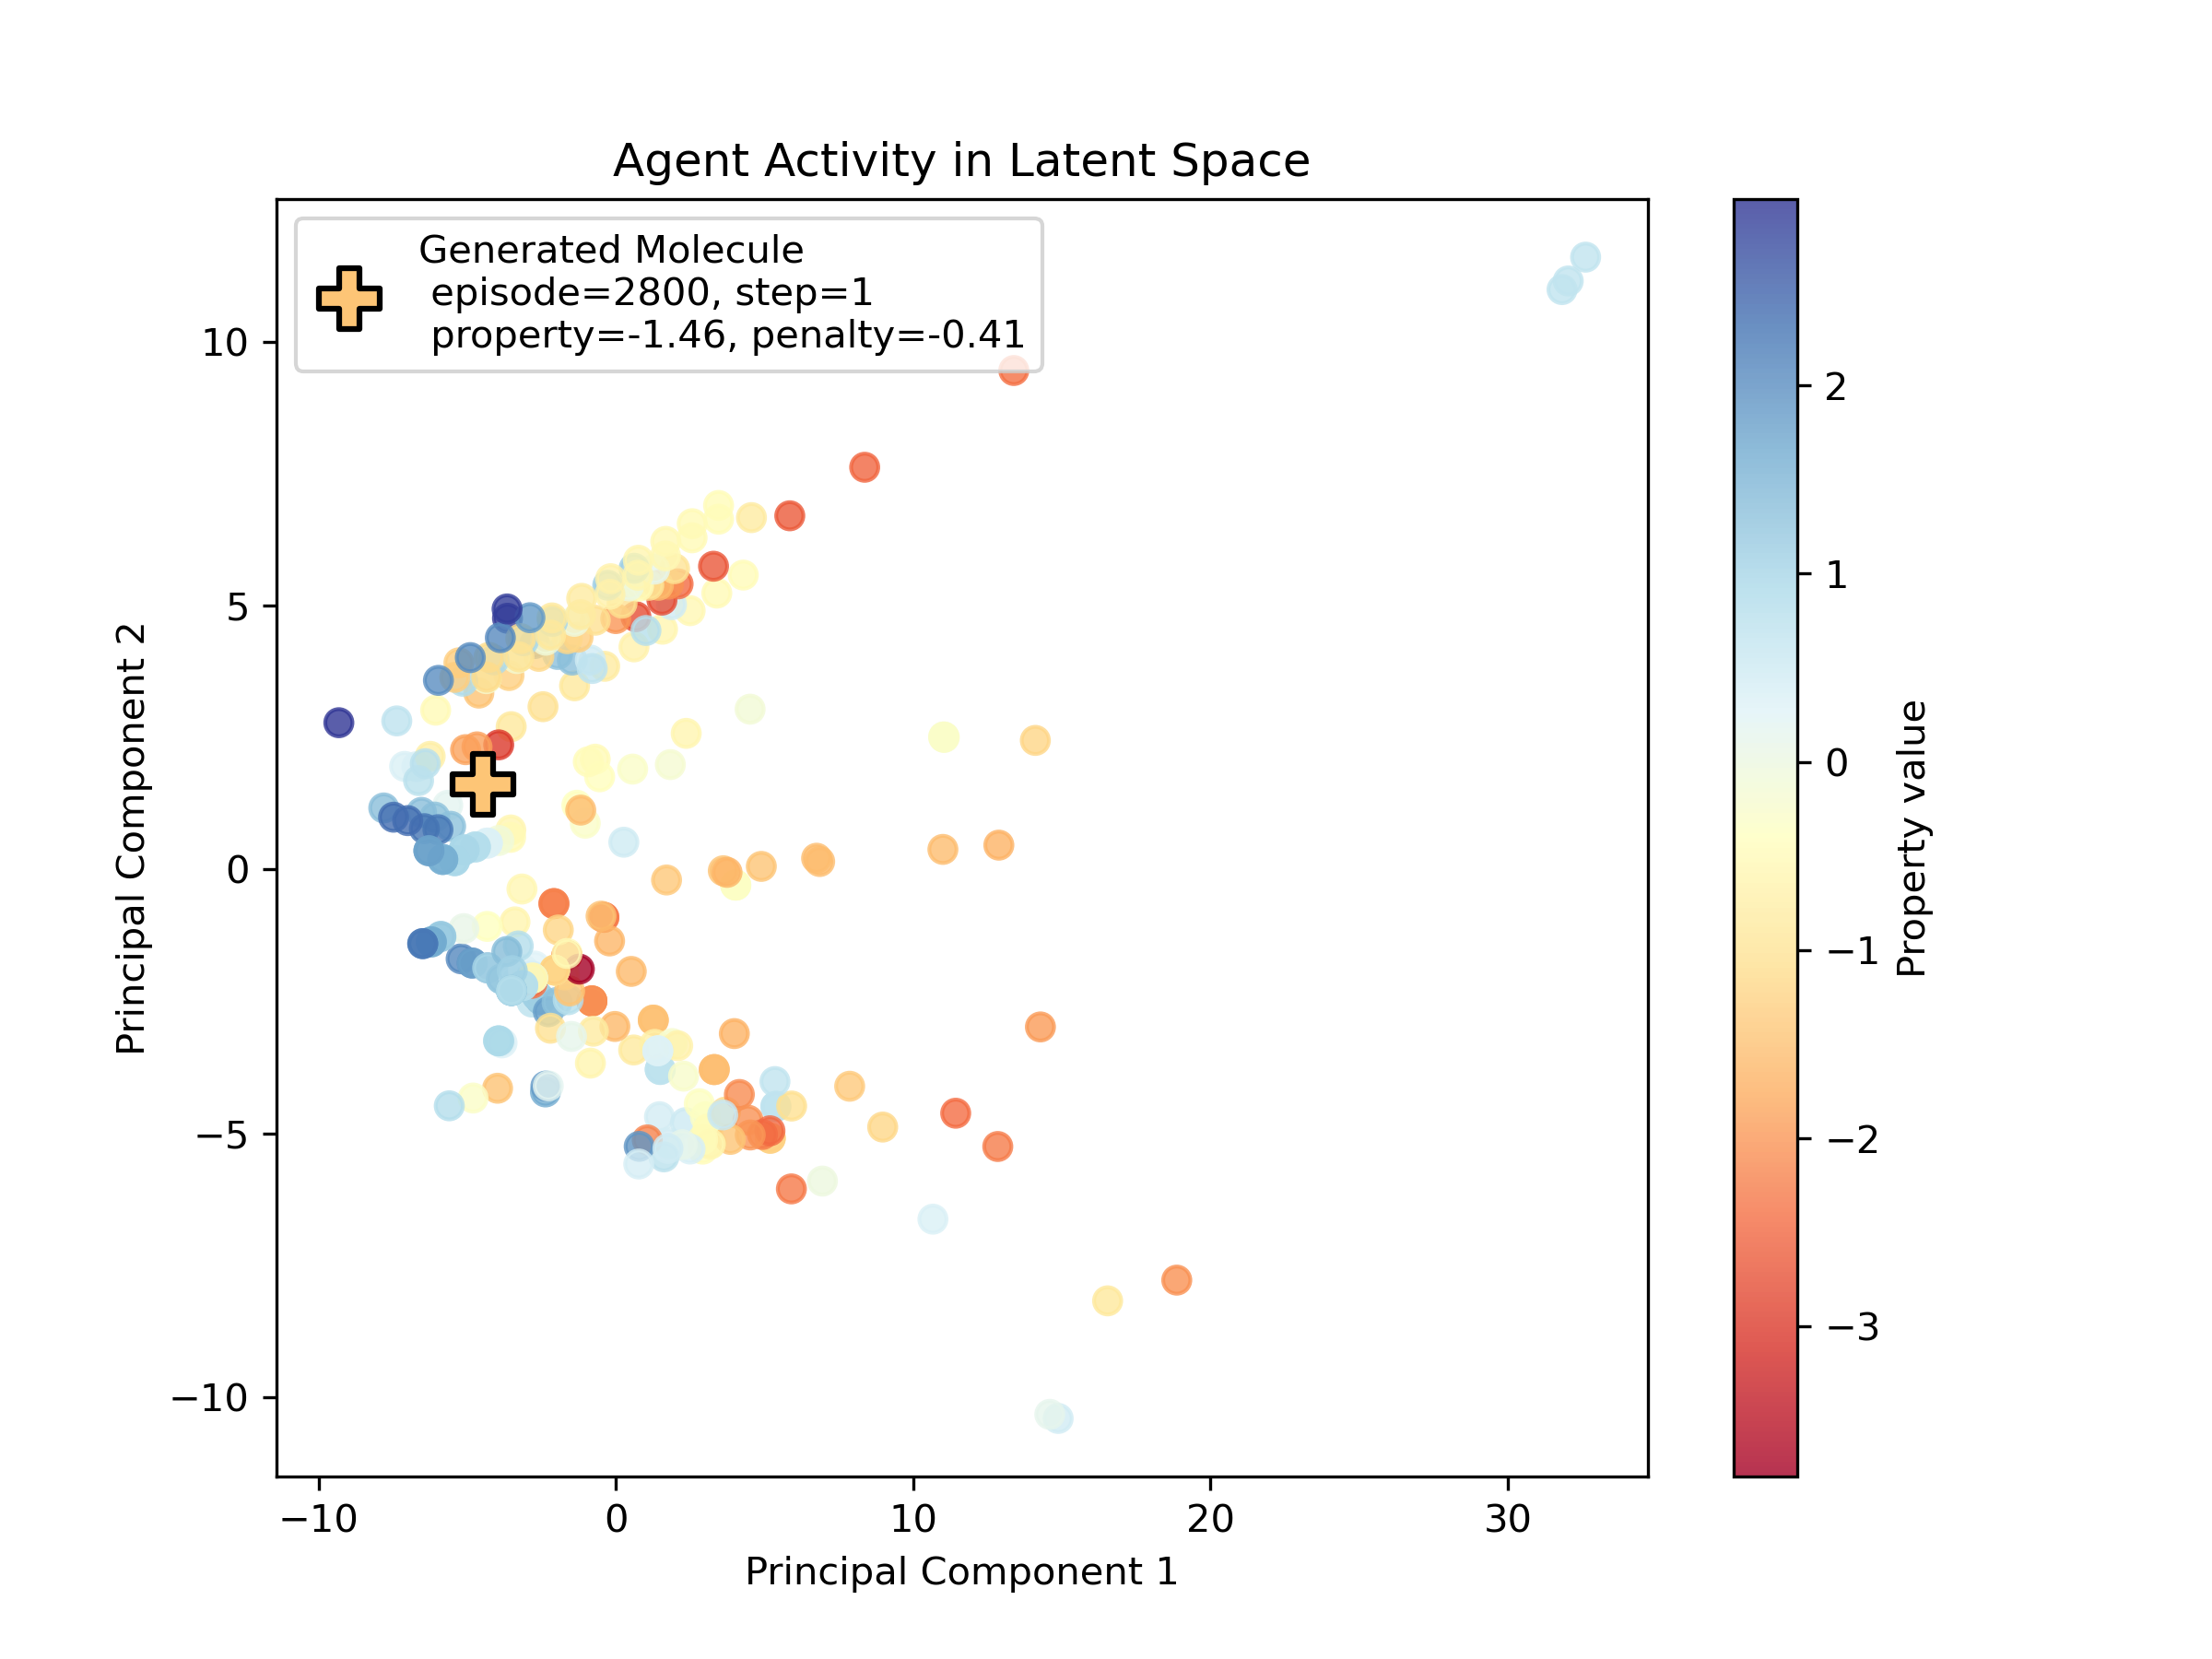 Agent Activity in Latent Space
Generated Molecule
episode=2800, step=1
property=-1.46, penalty=-0.41
10
5
0
−5
−10
Principal Component 2
−10
0
10
20
30
Principal Component 1
2
1
0
−1
−2
−3
Property value